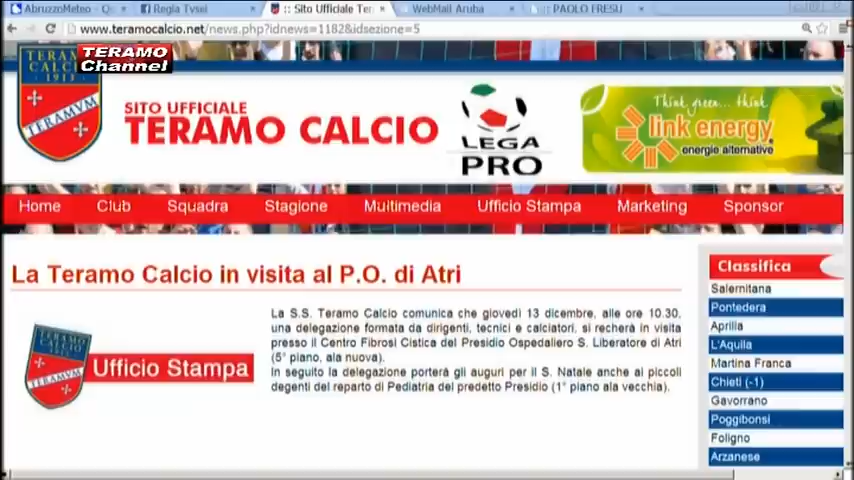 AbruzzoMeteo - Q
Regia Tvsei
:: Sito Ufficiale Ter
WebMail Aruba
:: PAOLO FRESU
www.teramocalcio.net/news.php?idnews=1182&idsezione=5
TERAMO
Channel
TERAMO
CALCIO
1913
TERAMVM
SITO UFFICIALE
TERAMO CALCIO
LEGA
PRO
Think green... think
link energy
energie alternative
Home
Club
Squadra
Stagione
Multimedia
Ufficio Stampa
Marketing
Sponsor
La Teramo Calcio in visita al P.O. di Atri
Ufficio Stampa
La S.S. Teramo Calcio comunica che giovedì 13 dicembre, alle ore 10.30,
una delegazione formata da dirigenti, tecnici e calciatori, si recherà in visita
presso il Centro Fibrosi Cistica del Presidio Ospedaliero S. Liberatore di Atri
(5° piano, ala nuova).
In seguito la delegazione porterà gli auguri per il S. Natale anche ai piccoli
degenti del reparto di Pediatria del predetto Presidio (1° piano ala vecchia).
Classifica
Salernitana
Pontedera
Aprilia
L'Aquila
Martina Franca
Chieti (-1)
Gavorrano
Poggibonsi
Foligno
Arzanese